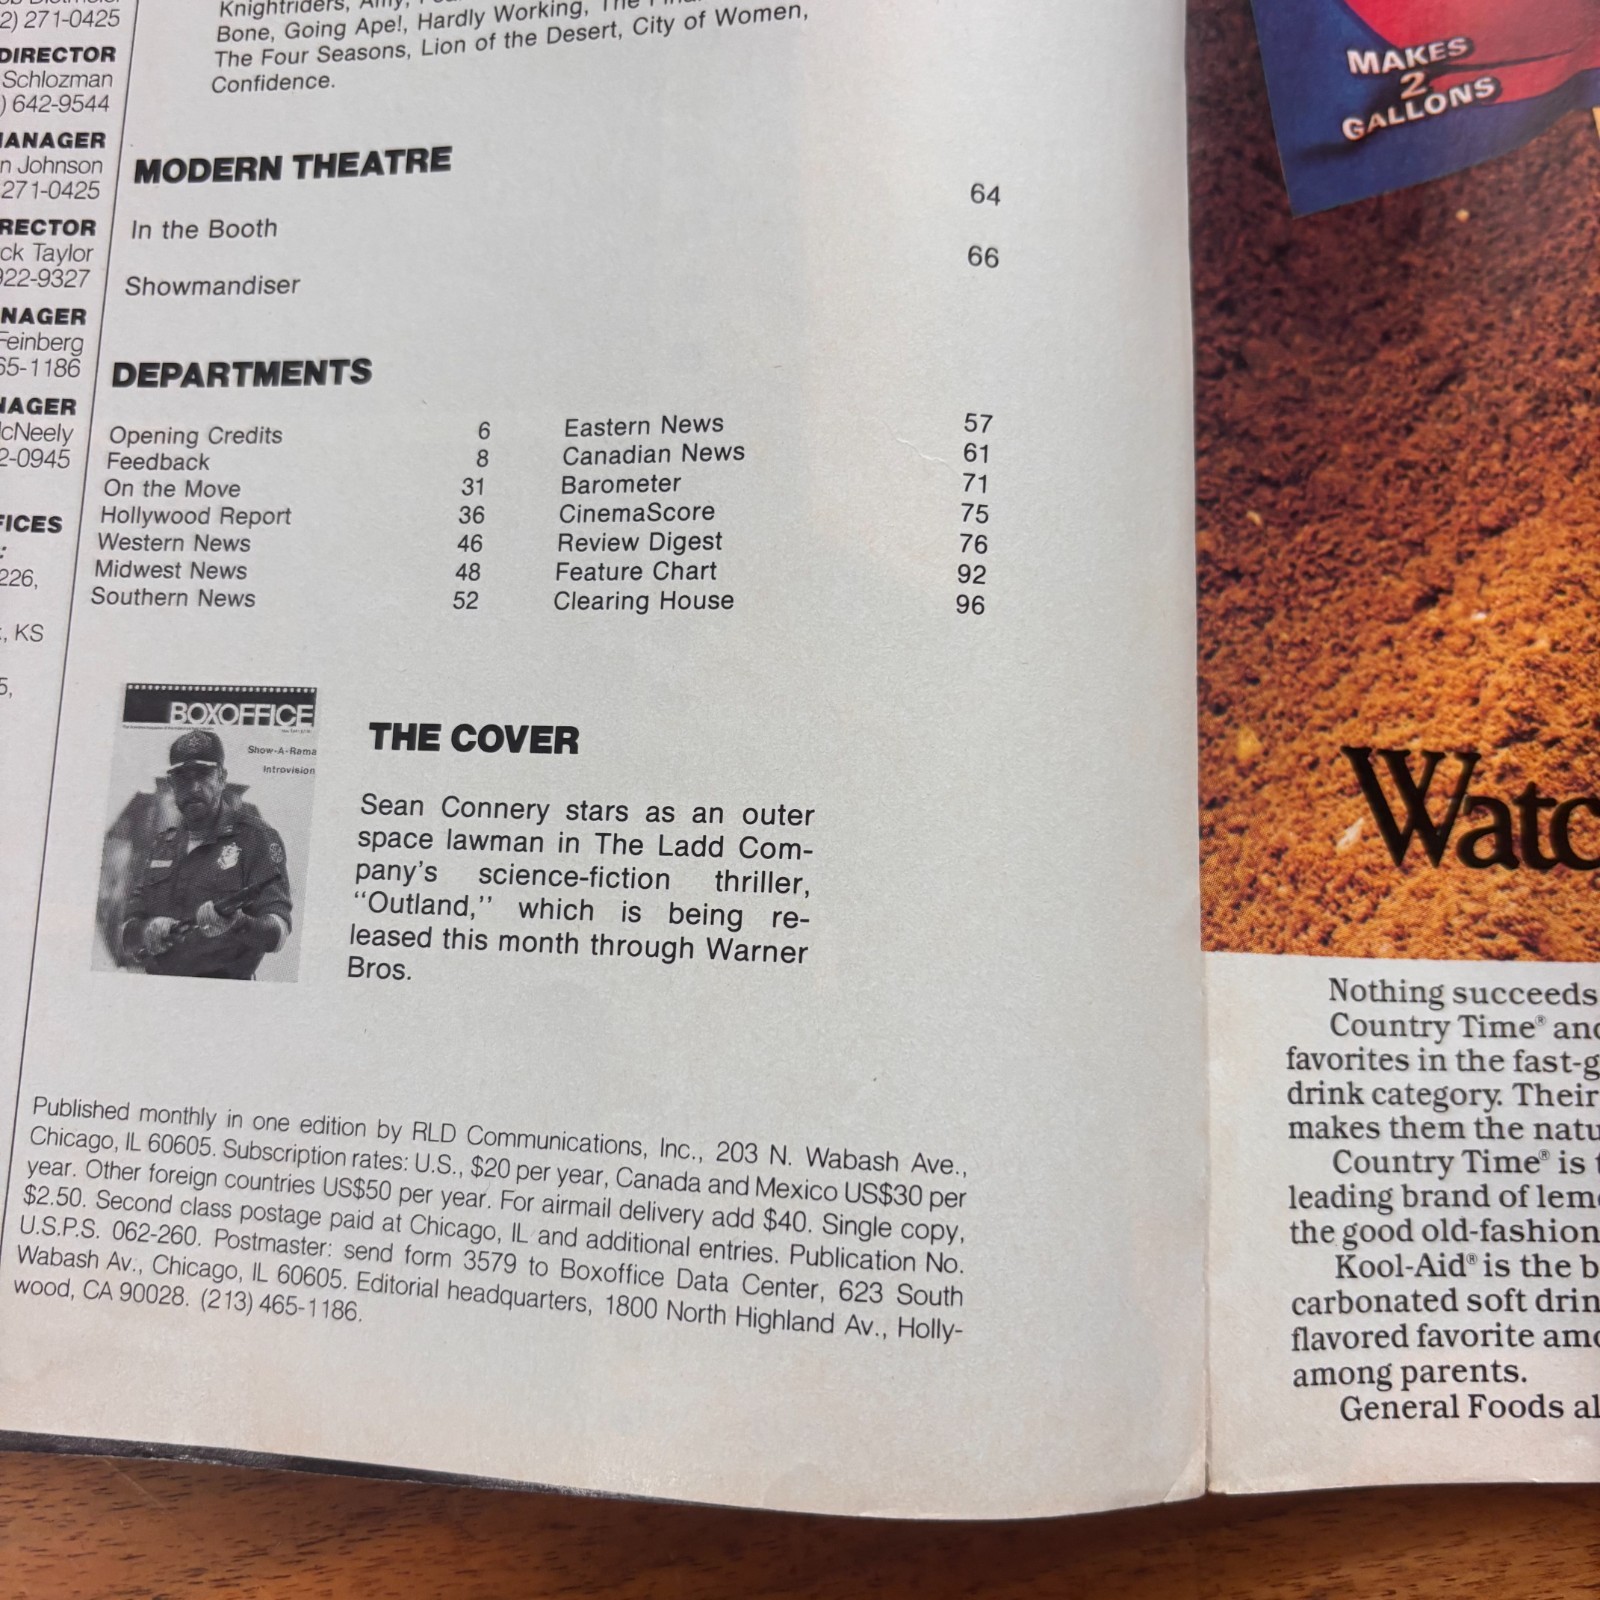 2) 271-0425
DIRECTOR
Schlozman
) 642-9544
ANAGER
n Johnson
271-0425
RECTOR
ck Taylor
922-9327
NAGER
Feinberg
65-1186
NAGER
cNeely
2-0945
FICES
:
226,
, KS
5,
Knightriders, Amy,
Bone, Going Ape!, Hardly Working, The
The Four Seasons, Lion of the Desert, City of Women,
Confidence.
MODERN THEATRE
In the Booth 64
Showmandiser 66
DEPARTMENTS
Opening Credits 6
Feedback 8
On the Move 31
Hollywood Report 36
Western News 46
Midwest News 48
Southern News 52
Eastern News 57
Canadian News 61
Barometer 71
CinemaScore 75
Review Digest 76
Feature Chart 92
Clearing House 96
BOXOFFICE
Show-A-Rama
Introvision
THE COVER
Sean Connery stars as an outer
space lawman in The Ladd Com-
pany's science-fiction thriller,
"Outland," which is being re-
leased this month through Warner
Bros.
Published monthly in one edition by RLD Communications, Inc., 203 N. Wabash Ave.,
Chicago, IL 60605. Subscription rates: U.S., $20 per year, Canada and Mexico US$30 per
year. Other foreign countries US$50 per year. For airmail delivery add $40. Single copy,
$2.50. Second class postage paid at Chicago, IL and additional entries. Publication No.
U.S.P.S. 062-260. Postmaster: send form 3579 to Boxoffice Data Center, 623 South
Wabash Av., Chicago, IL 60605. Editorial headquarters, 1800 North Highland Av., Holly-
wood, CA 90028. (213) 465-1186.
MAKES
2
GALLONS
Watc
Nothing succeeds
Country Time® and
favorites in the fast-g
drink category. Their
makes them the natu
Country Time® is t
leading brand of lem
the good old-fashion
Kool-Aid® is the b
carbonated soft drin
flavored favorite amo
among parents.
General Foods al